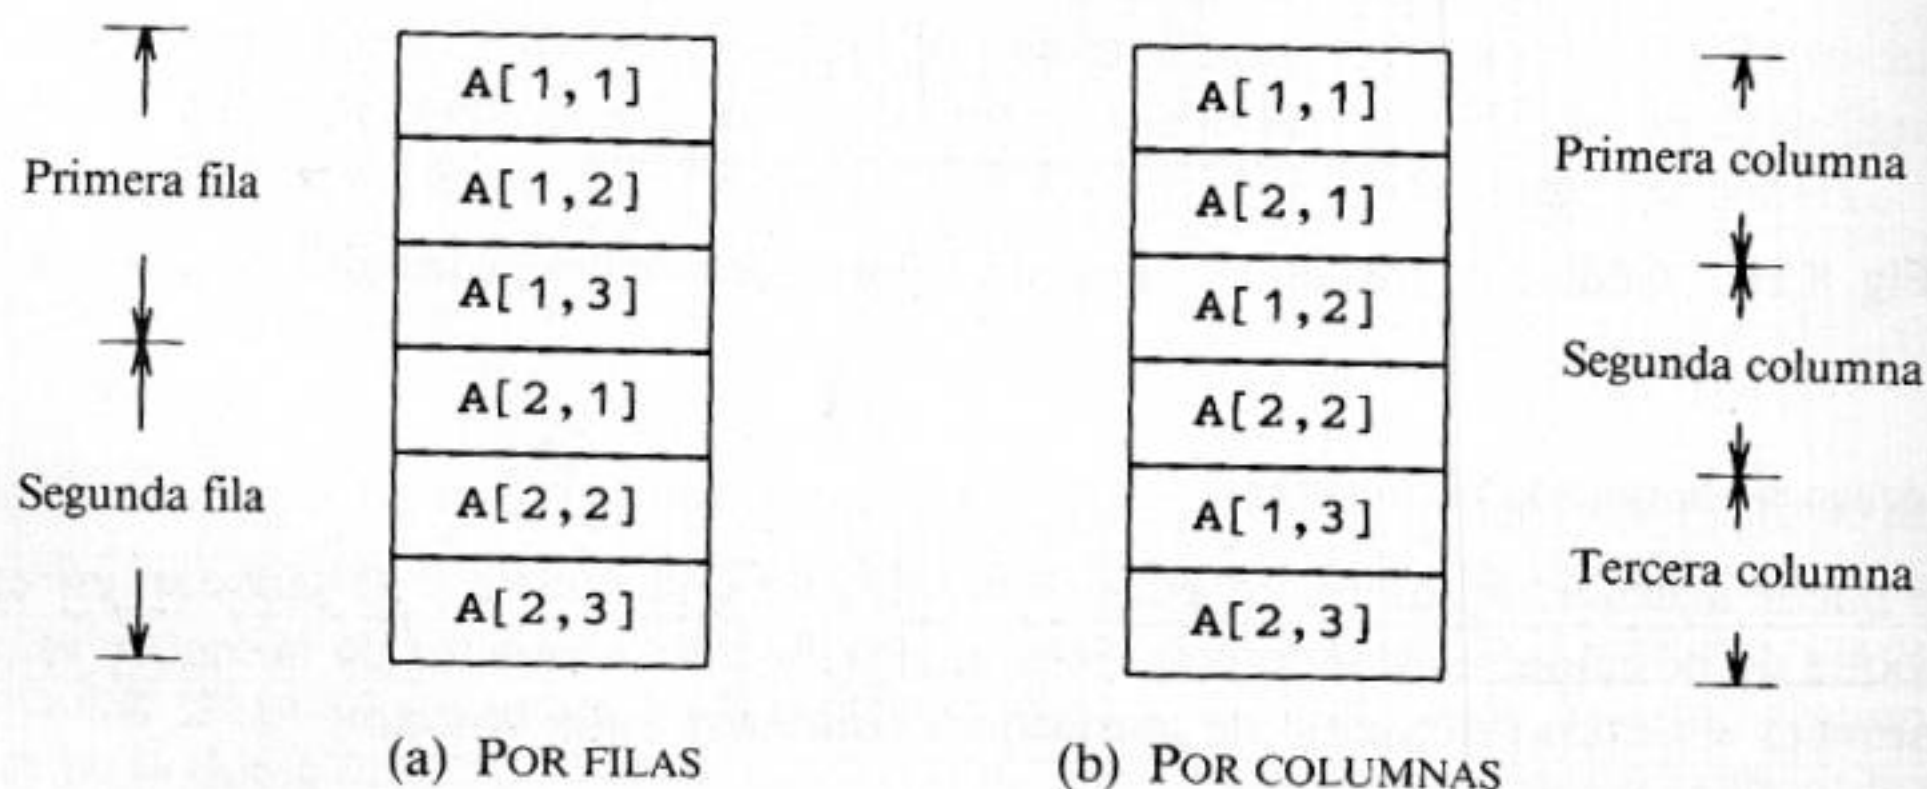 Primera fila
Segunda fila
A[1,1]
A[1,2]
A[1,3]
A[2,1]
A[2,2]
A[2,3]
(a) POR FILAS
A[1,1]
A[2,1]
A[1,2]
A[2,2]
A[1,3]
A[2,3]
(b) POR COLUMNAS
Primera columna
Segunda columna
Tercera columna